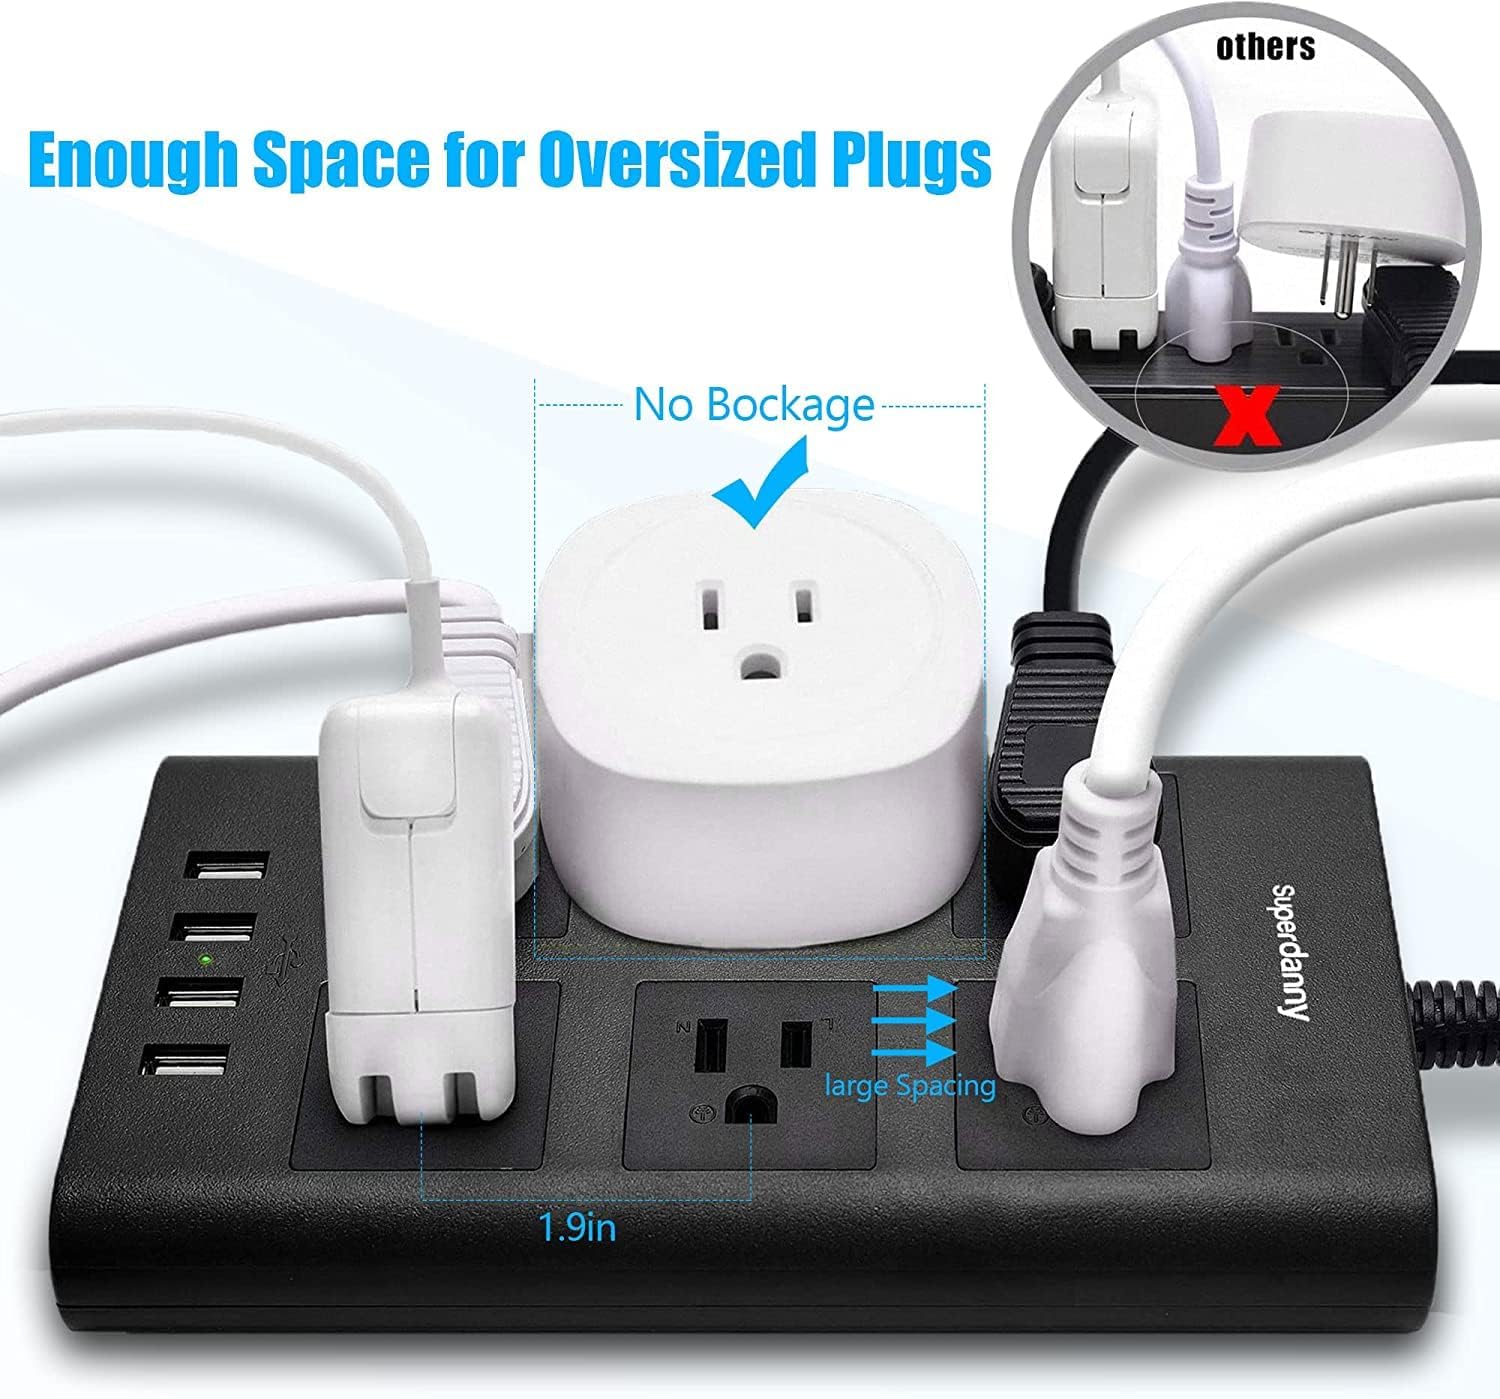 others
Enough Space for Oversized Plugs
No Bockage
X
Superdanny
N
L
large Spacing
1.9in